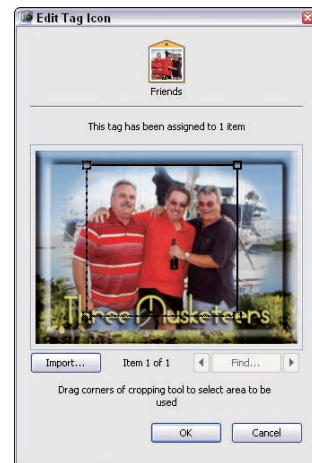 Edit Tag Icon
Friends
This tag has been assigned to 1 item
Three Musketeers
Import...
Item 1 of 1
Find...
Drag corners of cropping tool to select area to be
used
OK
Cancel